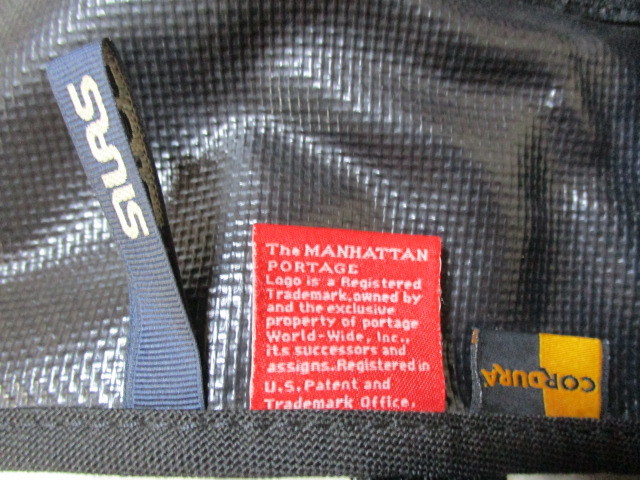 SILAS
The MANHATTAN
PORTAGE
Logo is a Registered
Trademark,owned by
and the exclusive
property of portage
World-Wide, Inc.,
its successors and
assigns.Registered in
U.S. Patent and
Trademark Office.
CORDURA